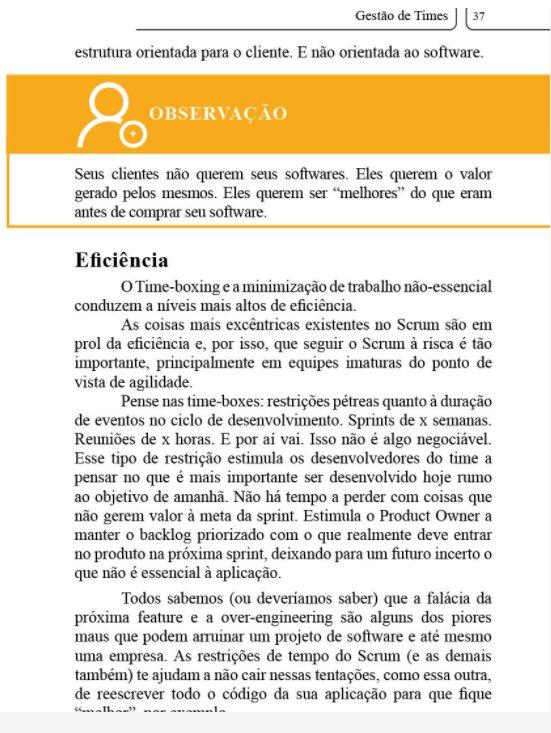 Gestão de Times 37
estrutura orientada para o cliente. E não orientada ao software.
OBSERVAÇÃO
Seus clientes não querem seus softwares. Eles querem o valor
gerado pelos mesmos. Eles querem ser “melhores” do que eram
antes de comprar seu software.
Eficiência
O Time-boxing e a minimização de trabalho não-essencial
conduzem a níveis mais altos de eficiência.
As coisas mais excêntricas existentes no Scrum são em
prol da eficiência e, por isso, que seguir o Scrum à risca é tão
importante, principalmente em equipes imaturas do ponto de
vista de agilidade.
Pense nas time-boxes: restrições pétreas quanto à duração
de eventos no ciclo de desenvolvimento. Sprints de x semanas.
Reuniões de x horas. E por aí vai. Isso não é algo negociável.
Esse tipo de restrição estimula os desenvolvedores do time a
pensar no que é mais importante ser desenvolvido hoje rumo
ao objetivo de amanhã. Não há tempo a perder com coisas que
não gerem valor à meta da sprint. Estimula o Product Owner a
manter o backlog priorizado com o que realmente deve entrar
no produto na próxima sprint, deixando para um futuro incerto o
que não é essencial à aplicação.
Todos sabemos (ou deveríamos saber) que a falácia da
próxima feature e a over-engineering são alguns dos piores
maus que podem arruinar um projeto de software e até mesmo
uma empresa. As restrições de tempo do Scrum (e as demais
também) te ajudam a não cair nessas tentações, como essa outra,
de reescrever todo o código da sua aplicação para que fique
“melhor”, por exemplo